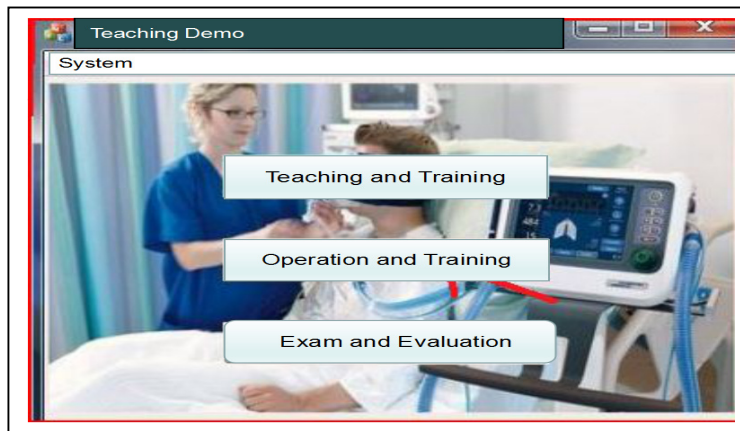 Teaching Demo
System
Teaching and Training
Operation and Training
Exam and Evaluation